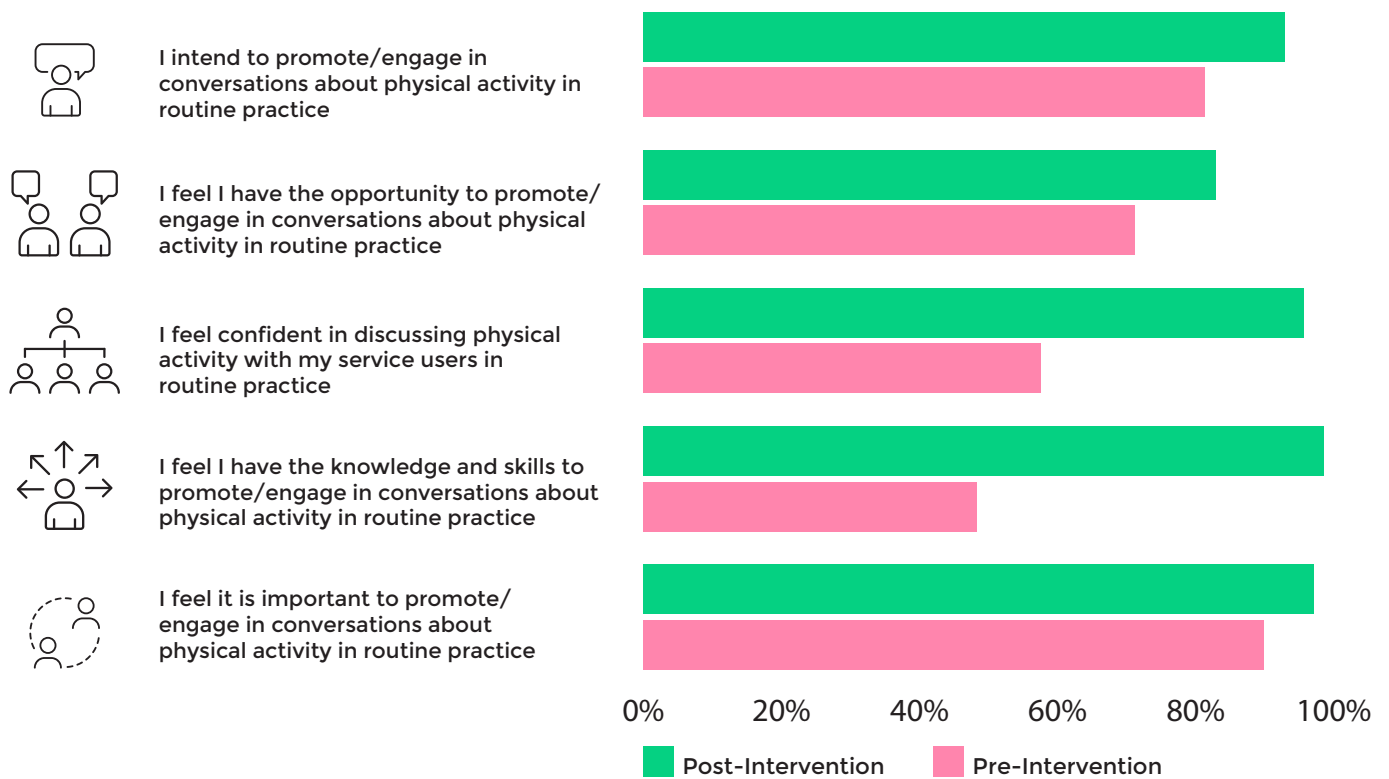 I intend to promote/engage in
conversations about physical activity in
routine practice
I feel I have the opportunity to promote/
engage in conversations about physical
activity in routine practice
I feel confident in discussing physical
activity with my service users in
routine practice
I feel I have the knowledge and skills to
promote/engage in conversations about
physical activity in routine practice
I feel it is important to promote/
engage in conversations about
physical activity in routine practice
0% 20% 40% 60% 80% 100%
Post-Intervention Pre-Intervention